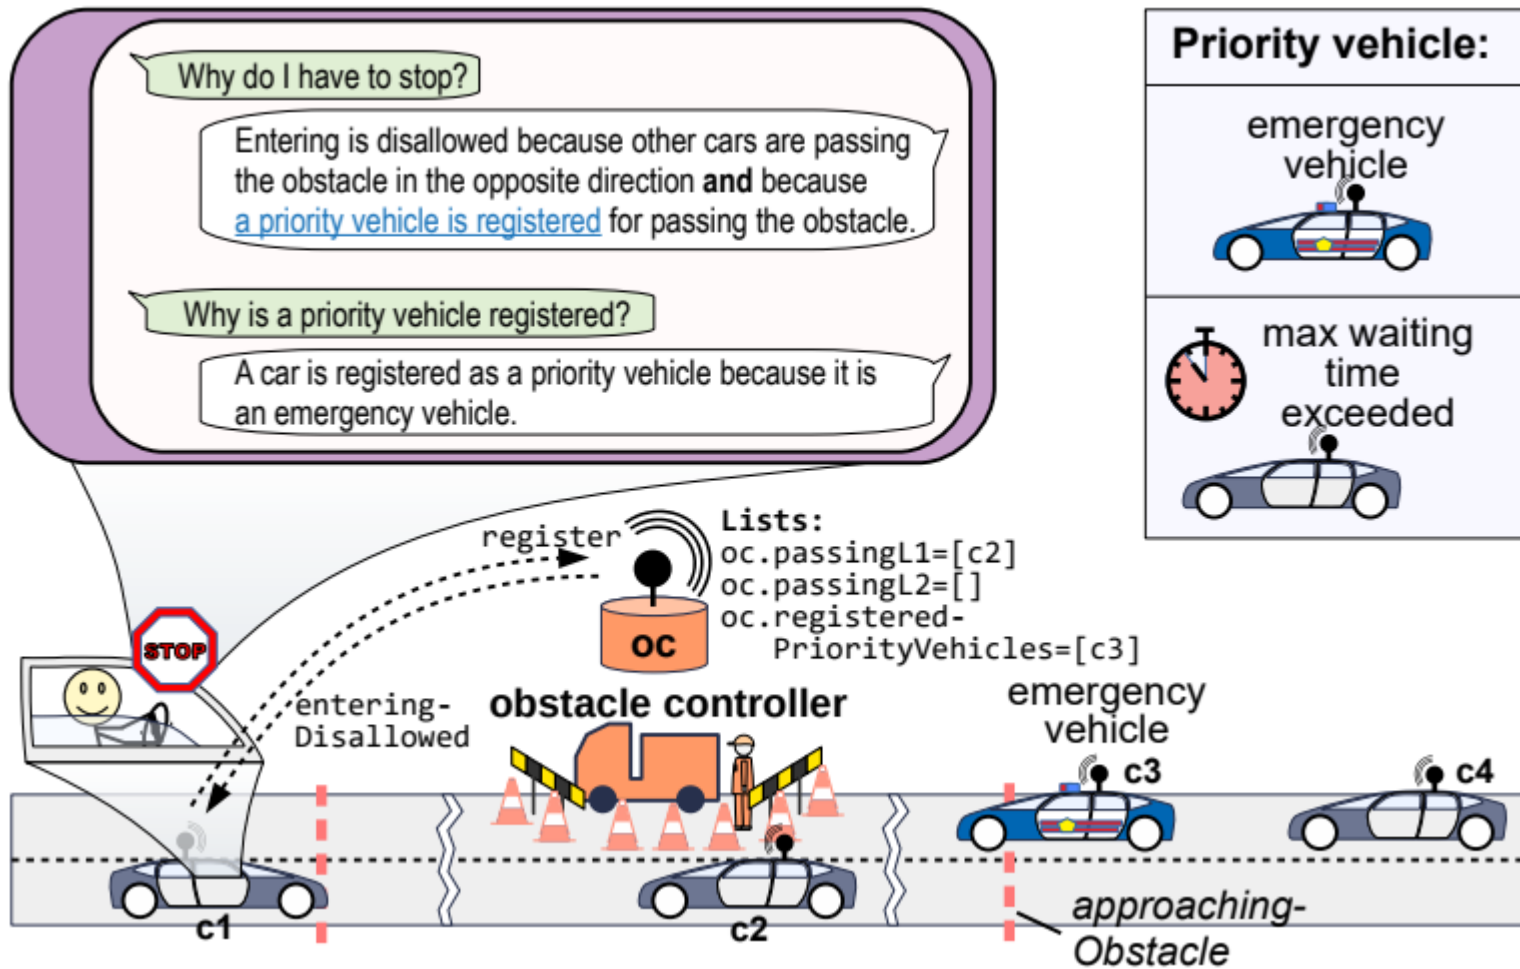 Why do I have to stop?
Entering is disallowed because other cars are passing
the obstacle in the opposite direction and because
a priority vehicle is registered for passing the obstacle.
Why is a priority vehicle registered?
A car is registered as a priority vehicle because it is
an emergency vehicle.
Priority vehicle:
emergency
vehicle
max waiting
time
exceeded
register
Lists:
oc.passingL1=[c2]
oc.passingL2=[]
oc.registered-
PriorityVehicles=[c3]
oc
STOP
entering-
Disallowed
obstacle controller
emergency
vehicle
c3
c4
c1
c2
approaching-
Obstacle